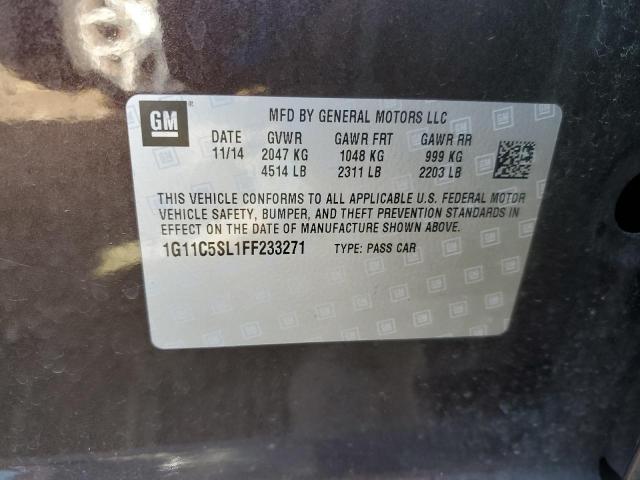 GM ®
MFD BY GENERAL MOTORS LLC
DATE GVWR GAWR FRT GAWR RR
11/14 2047 KG 1048 KG 999 KG
4514 LB 2311 LB 2203 LB
THIS VEHICLE CONFORMS TO ALL APPLICABLE U.S. FEDERAL MOTOR
VEHICLE SAFETY, BUMPER, AND THEFT PREVENTION STANDARDS IN
EFFECT ON THE DATE OF MANUFACTURE SHOWN ABOVE.
1G11C5SL1FF233271 TYPE: PASS CAR